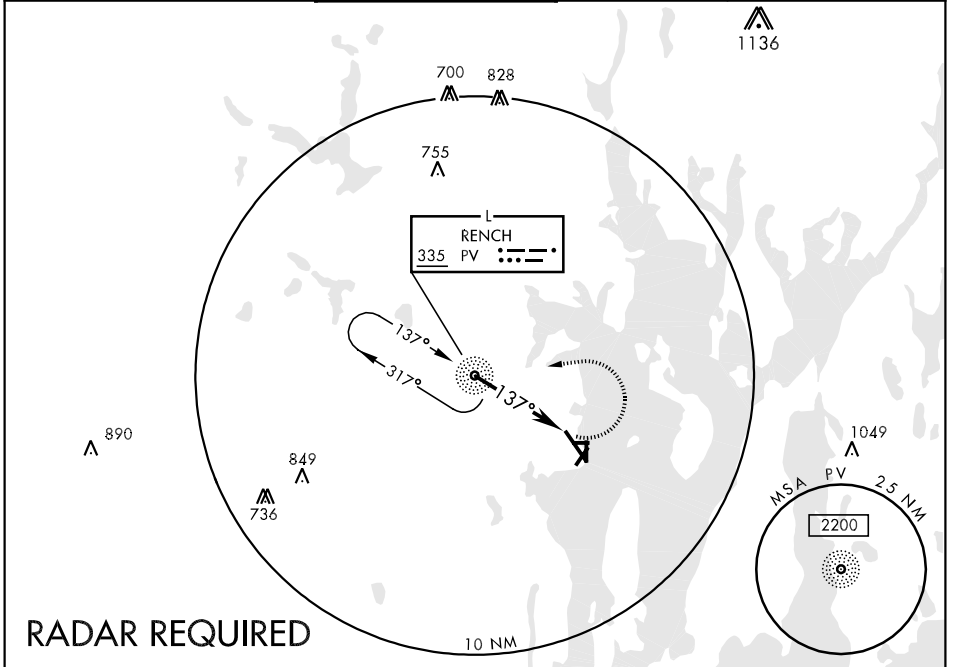 1136
700
828
755
L
RENCH
335 PV
137°
317°
137°
890
849
736
1049
MSA PV 25 NM
2200
RADAR REQUIRED
10 NM